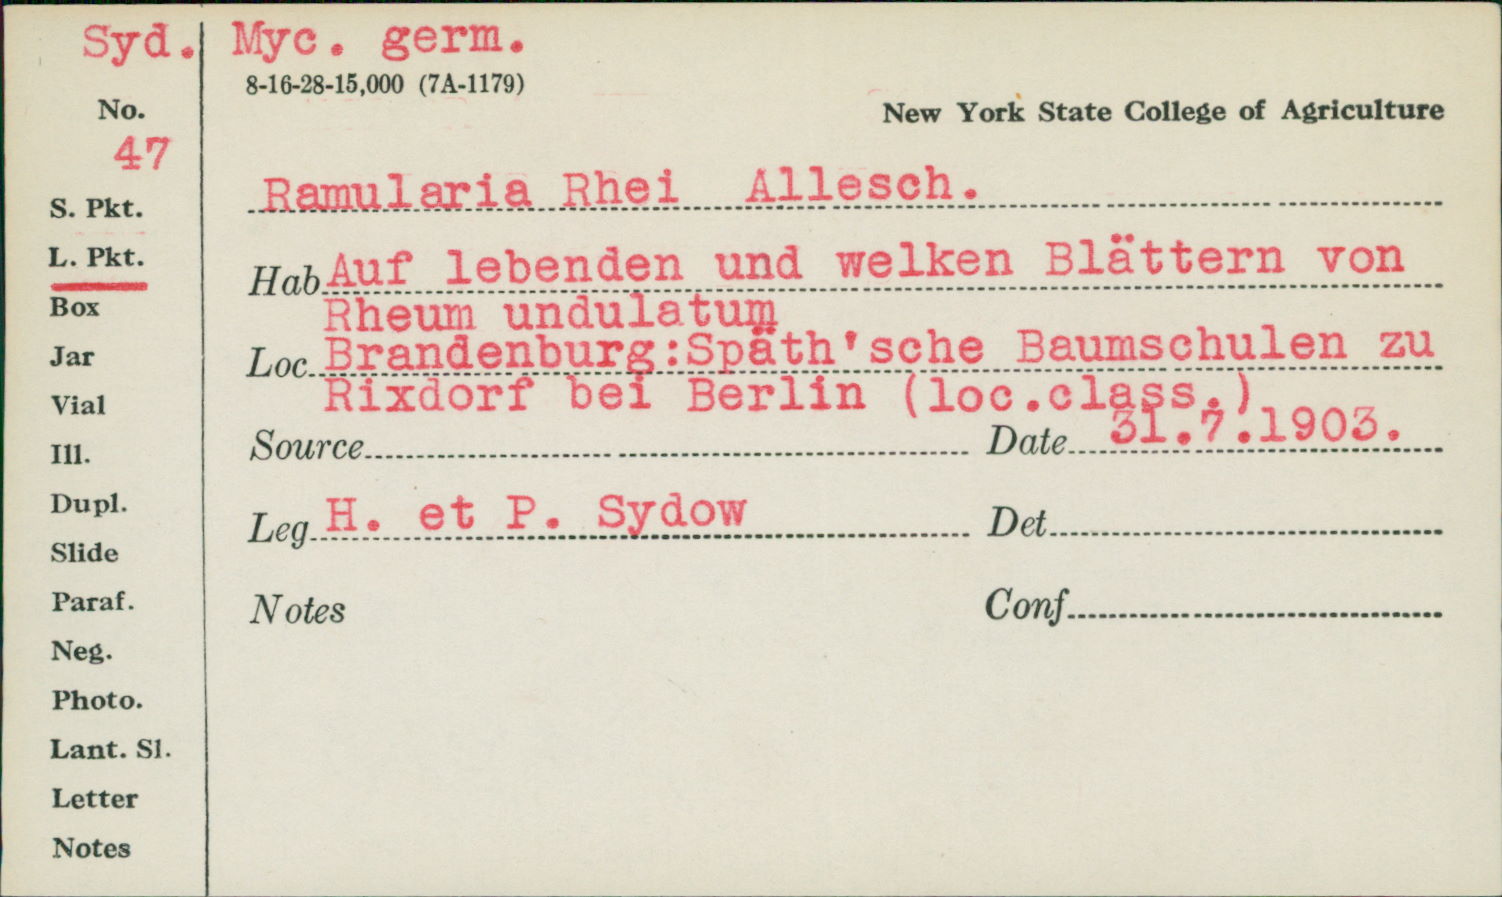 Syd. Myc. germ.
8-16-28-15,000 (7A-1179)
No.
New York State College of Agriculture
47
Ramularia Rhei Allesch.
S. Pkt.
L. Pkt.
Hab Auf lebenden und welken Blättern von
Box
Rheum undulatum
Jar
Loc Brandenburg:Späth'sche Baumschulen zu
Rixdorf bei Berlin (loc.class.)
Vial
Source Date 31.7.1903.
Ill.
Dupl.
Leg H. et P. Sydow Det
Slide
Paraf.
Notes Conf
Neg.
Photo.
Lant. Sl.
Letter
Notes